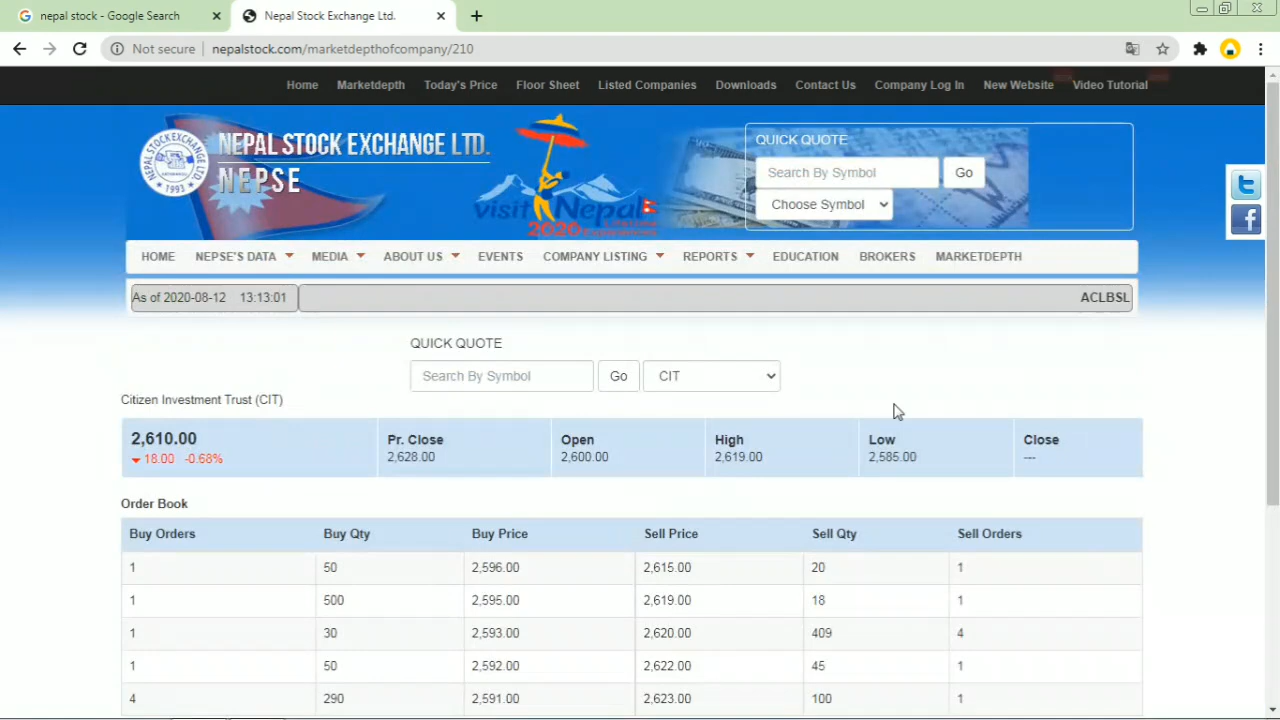 nepal stock - Google Search
Nepal Stock Exchange Ltd.
Not secure nepalstock.com/marketdepthofcompany/210
Home Marketdepth Today's Price Floor Sheet Listed Companies Downloads Contact Us Company Log In New Website Video Tutorial
NEPAL STOCK EXCHANGE LTD.
1993
NEPSE
visit Nepal
2020
QUICK QUOTE
Search By Symbol Go
Choose Symbol
HOME NEPSE'S DATA MEDIA ABOUT US EVENTS COMPANY LISTING REPORTS EDUCATION BROKERS MARKETDEPTH
As of 2020-08-12 13:13:01 ACLBSL
QUICK QUOTE
Search By Symbol Go CIT
Citizen Investment Trust (CIT)
2,610.00 Pr. Close Open High Low Close
18.00 -0.68% 2,628.00 2,600.00 2,619.00 2,585.00 ---
Order Book
Buy Orders Buy Qty Buy Price Sell Price Sell Qty Sell Orders
1 50 2,596.00 2,615.00 20 1
1 500 2,595.00 2,619.00 18 1
1 30 2,593.00 2,620.00 409 4
1 50 2,592.00 2,622.00 45 1
4 290 2,591.00 2,623.00 100 1